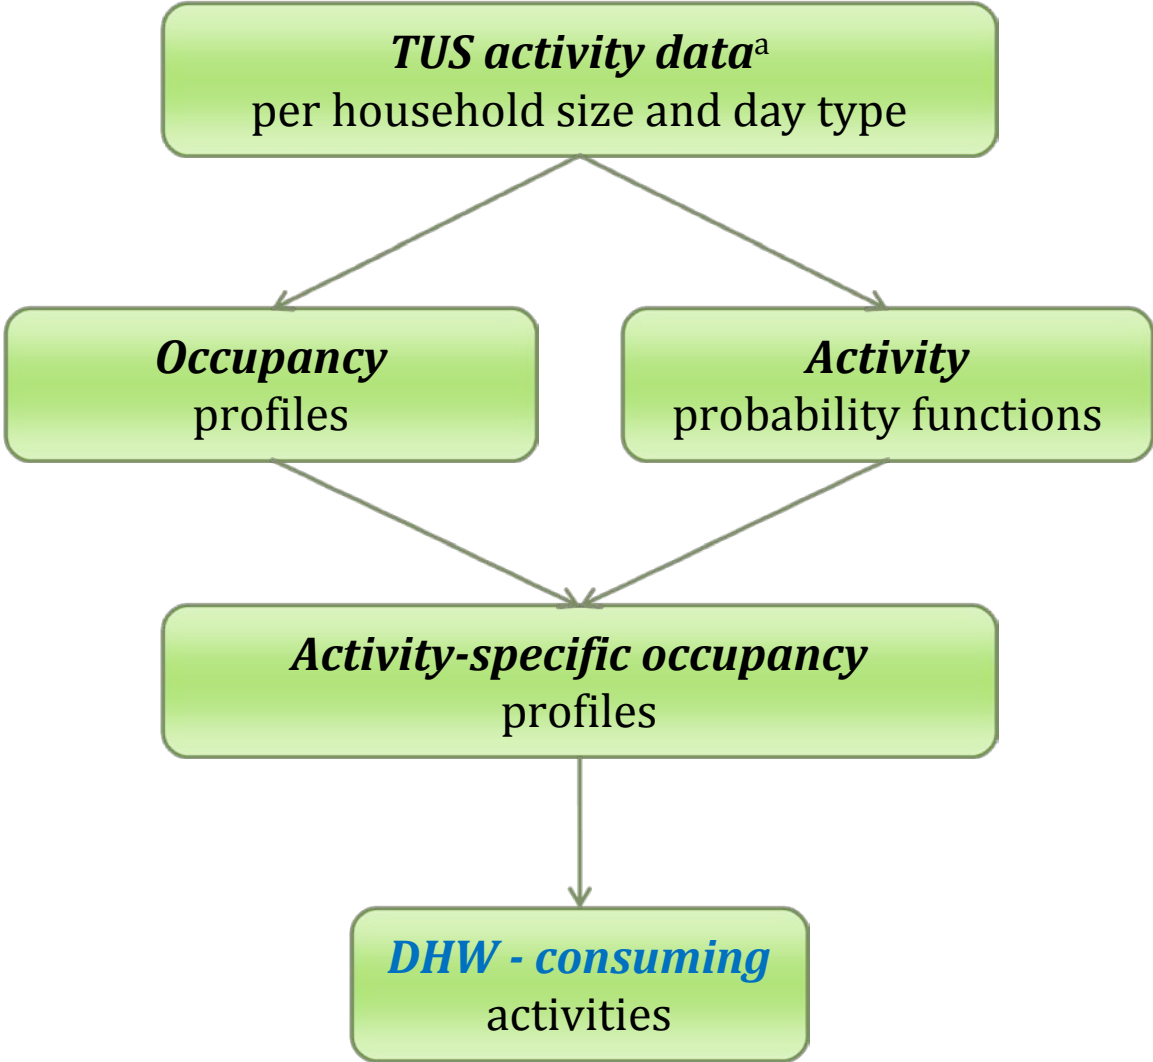 TUS activity dataᵃ
per household size and day type
Occupancy
profiles
Activity
probability functions
Activity-specific occupancy
profiles
DHW - consuming
activities